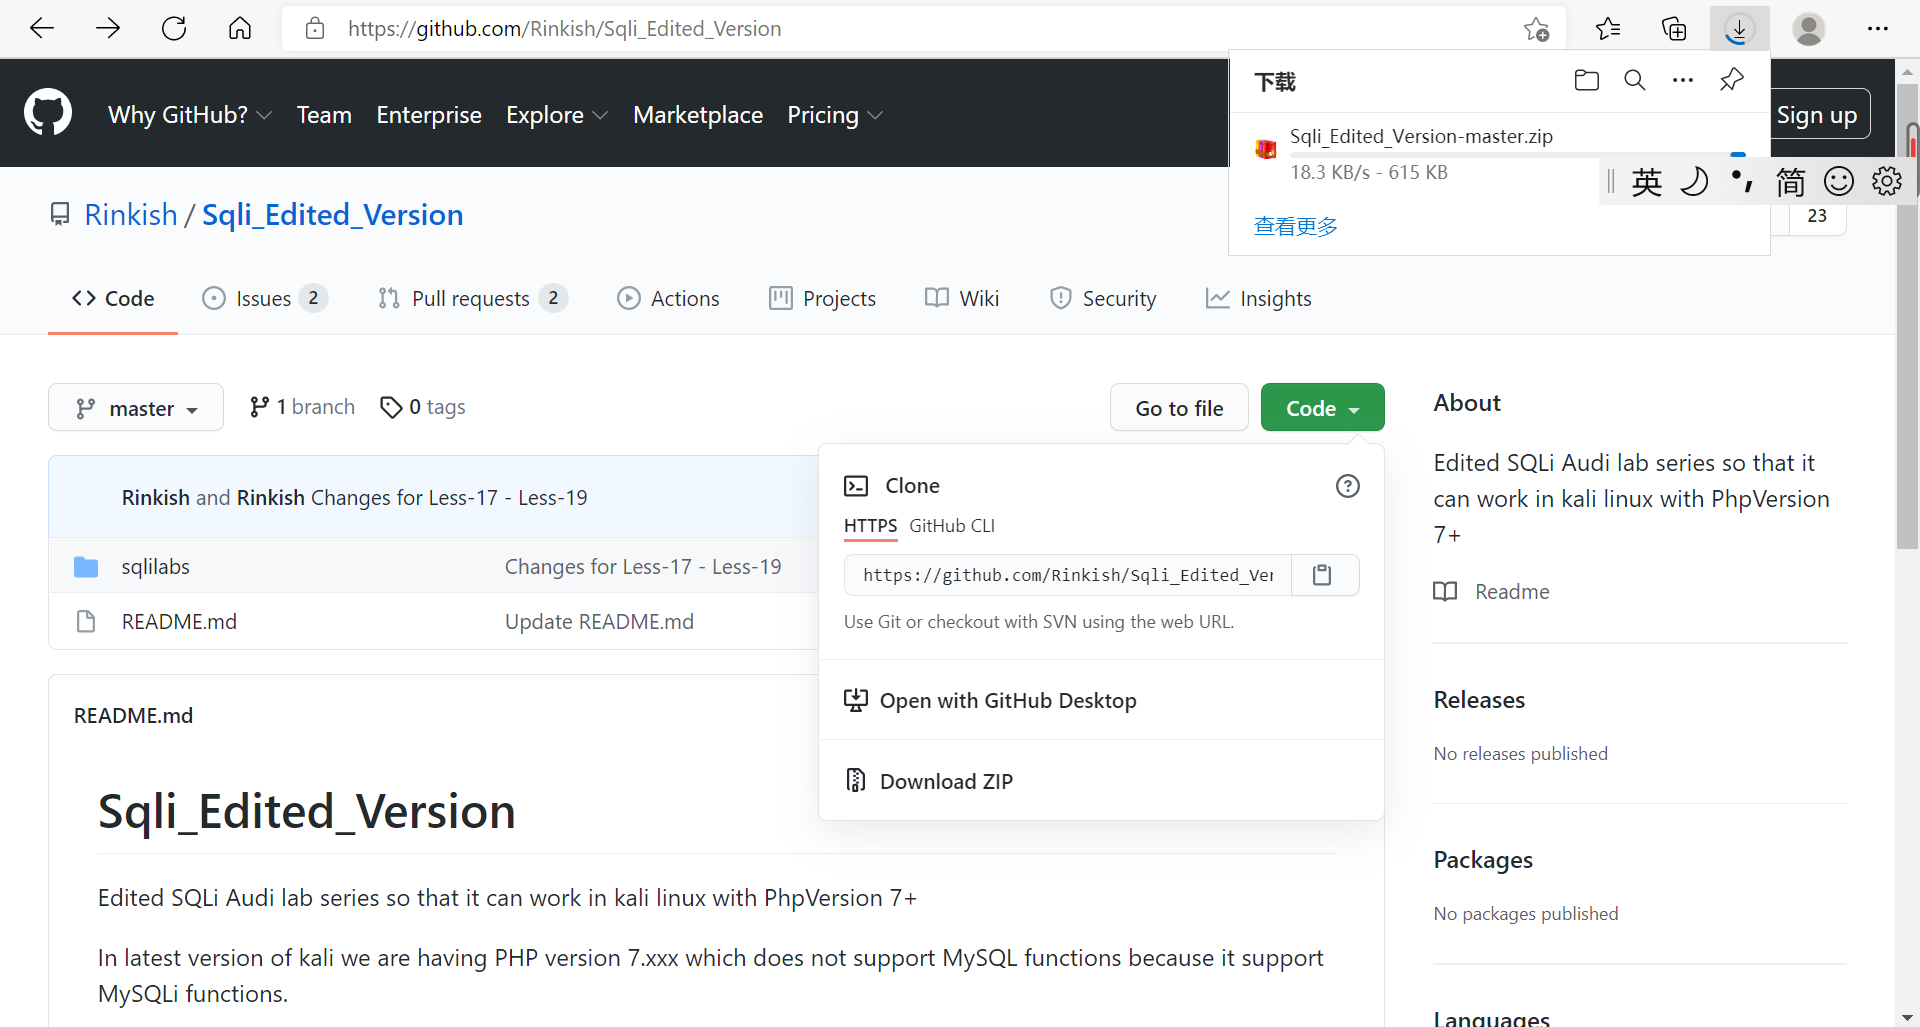 https://github.com/Rinkish/Sqli_Edited_Version
下载
Why GitHub? Team Enterprise Explore Marketplace Pricing
Sign up
Sqli_Edited_Version-master.zip
18.3 KB/s - 615 KB
查看更多
英 简
Rinkish / Sqli_Edited_Version
23
Code Issues 2 Pull requests 2 Actions Projects Wiki Security Insights
master 1 branch 0 tags
Go to file Code
Rinkish and Rinkish Changes for Less-17 - Less-19
sqlilabs Changes for Less-17 - Less-19
README.md Update README.md
Clone
HTTPS GitHub CLI
https://github.com/Rinkish/Sqli_Edited_Ver
Use Git or checkout with SVN using the web URL.
Open with GitHub Desktop
Download ZIP
README.md
Sqli_Edited_Version
Edited SQLi Audi lab series so that it can work in kali linux with PhpVersion 7+
In latest version of kali we are having PHP version 7.xxx which does not support MySQL functions because it support
MySQLi functions.
About
Edited SQLi Audi lab series so that it
can work in kali linux with PhpVersion
7+
Readme
Releases
No releases published
Packages
No packages published
Languages